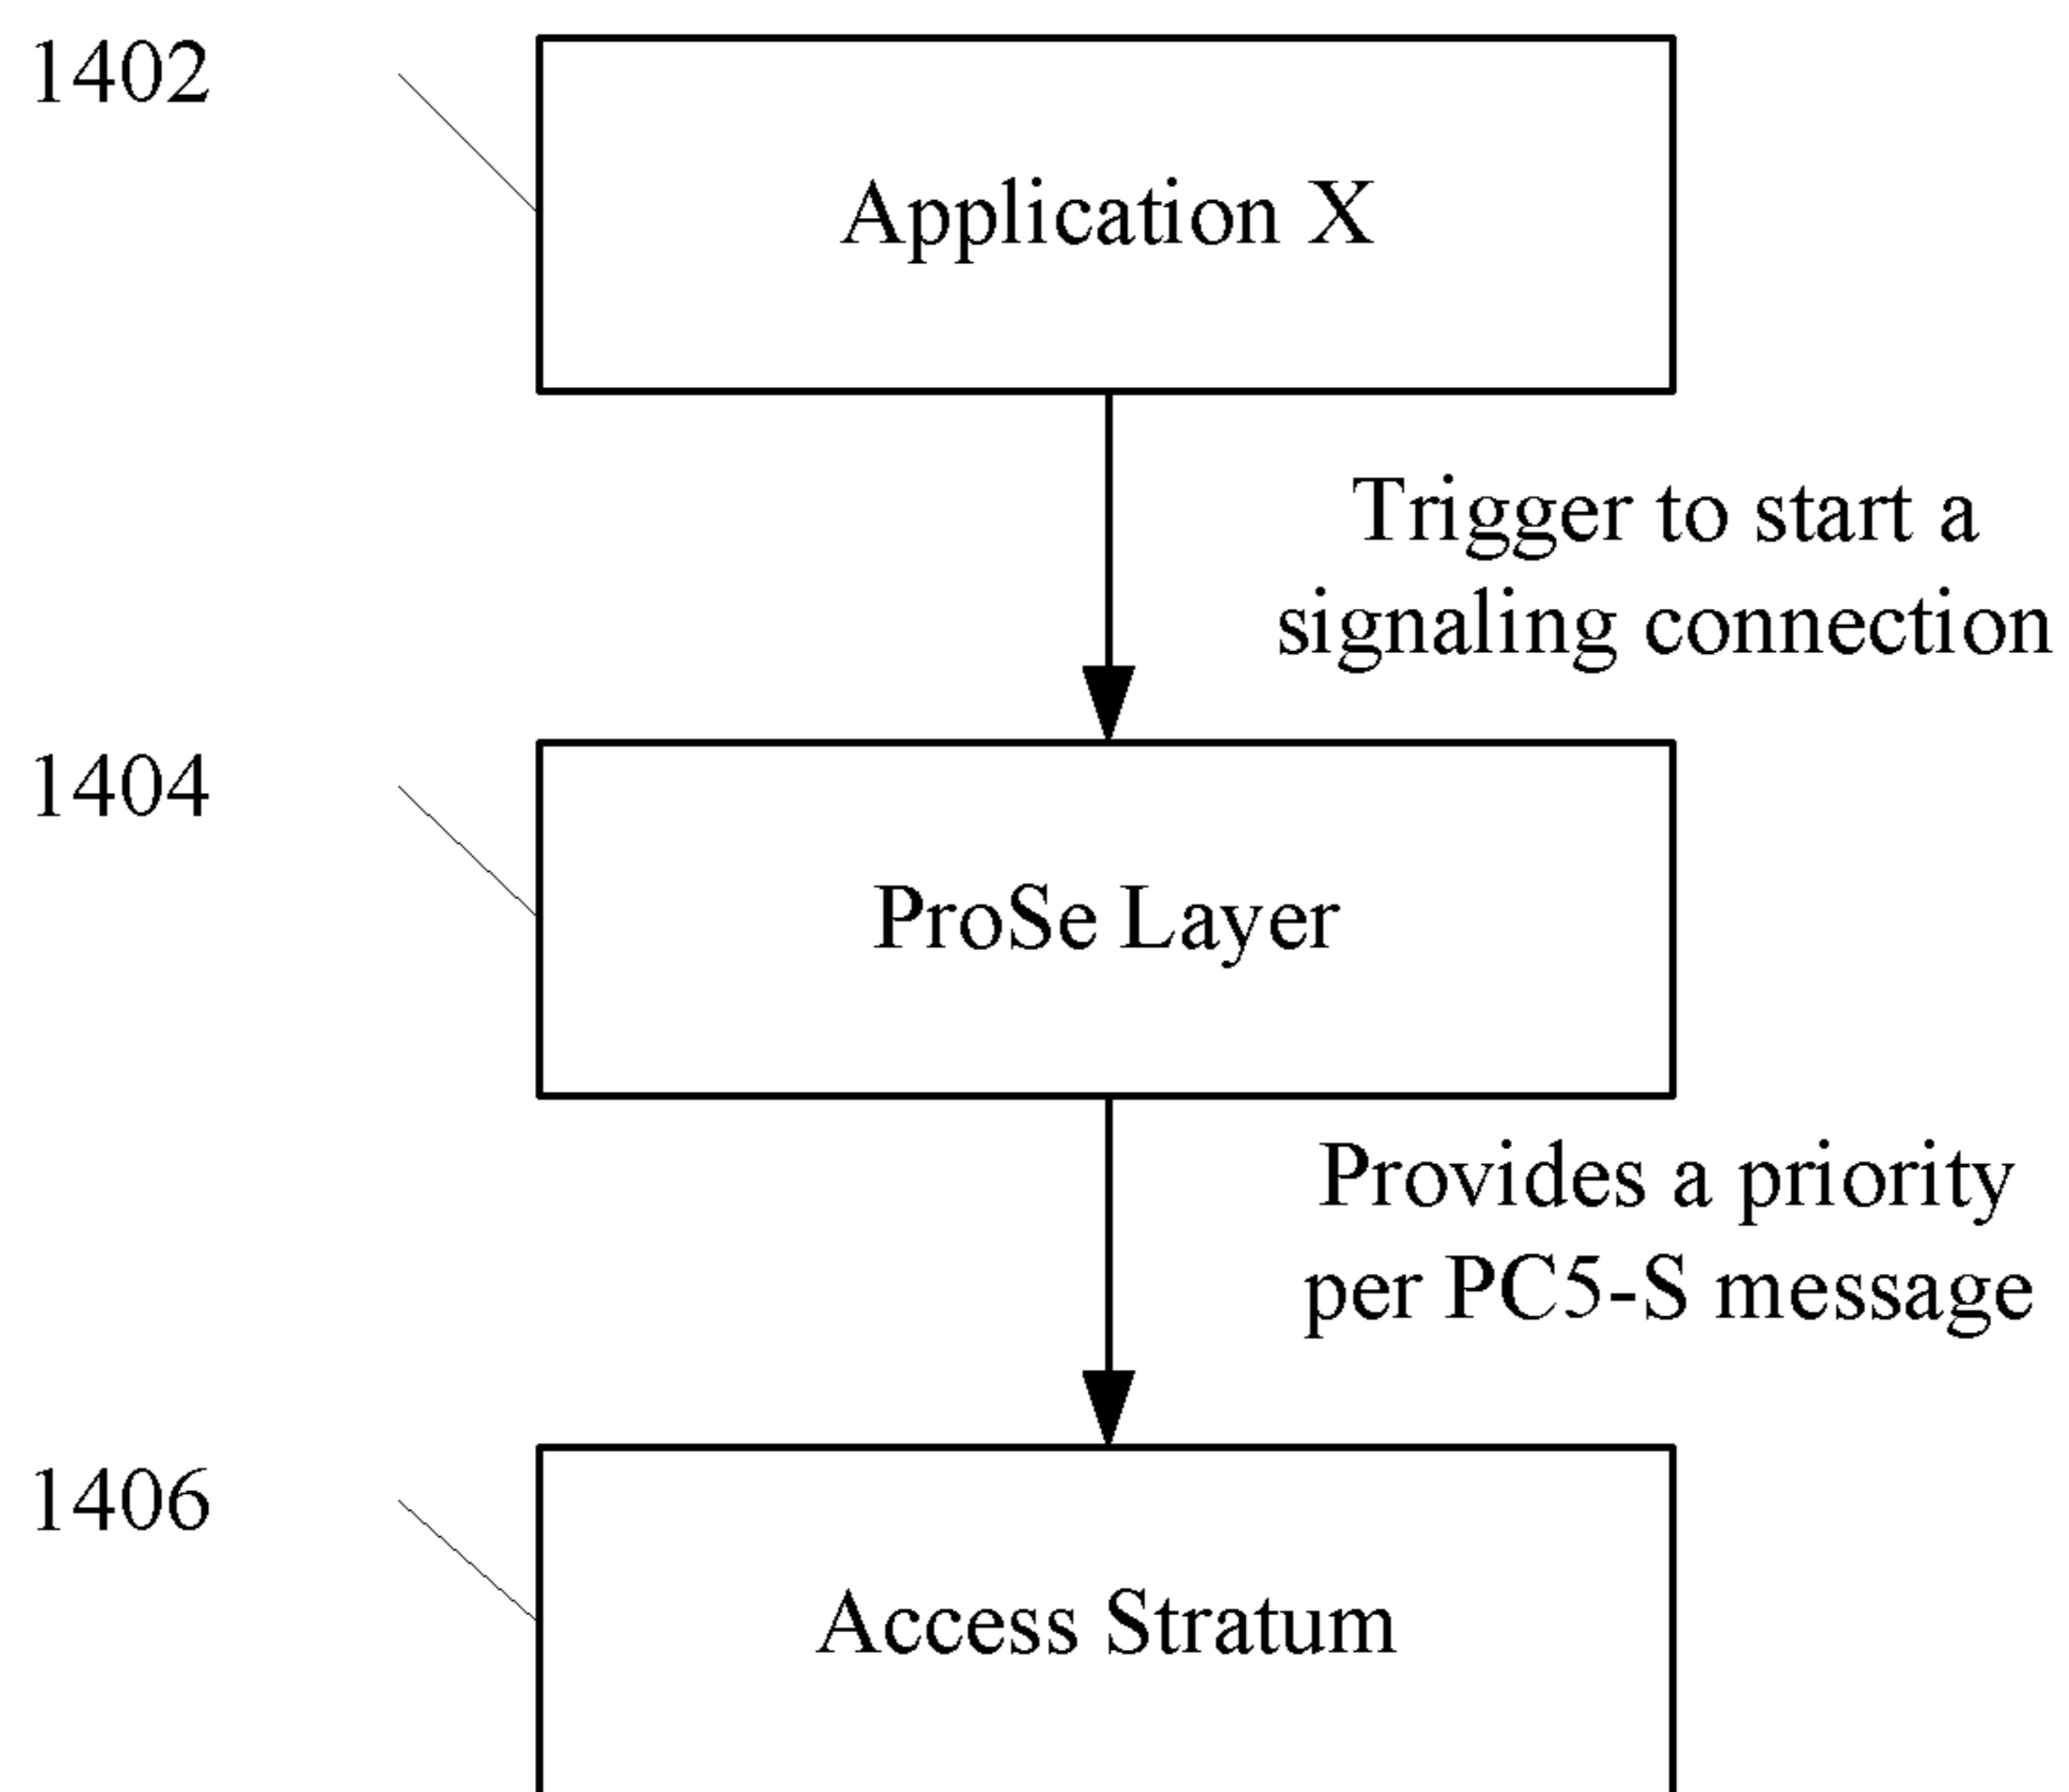 1402
Application X
Trigger to start a
signaling connection
1404
ProSe Layer
Provides a priority
per PC5-S message
1406
Access Stratum